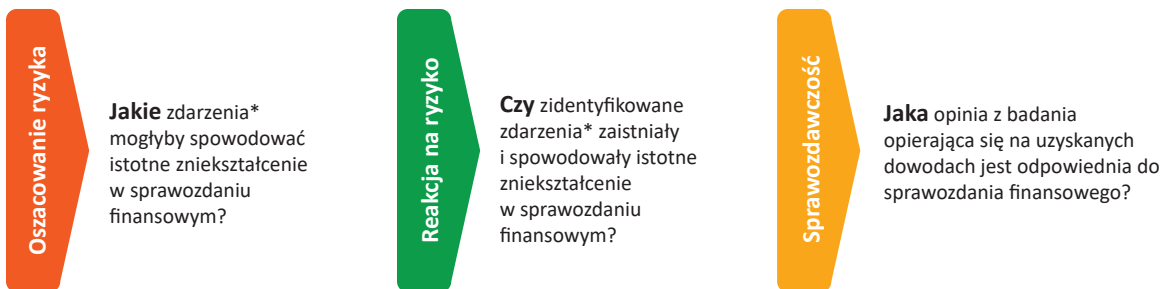 Oszacowanie ryzyka
Jakie zdarzenia*
mogłyby spowodować
istotne zniekształcenie
w sprawozdaniu
finansowym?
Reakcja na ryzyko
Czy zidentyfikowane
zdarzenia* zaistniały
i spowodowały istotne
zniekształcenie
w sprawozdaniu
finansowym?
Sprawozdawczość
Jaka opinia z badania
opierająca się na uzyskanych
dowodach jest odpowiednia do
sprawozdania finansowego?